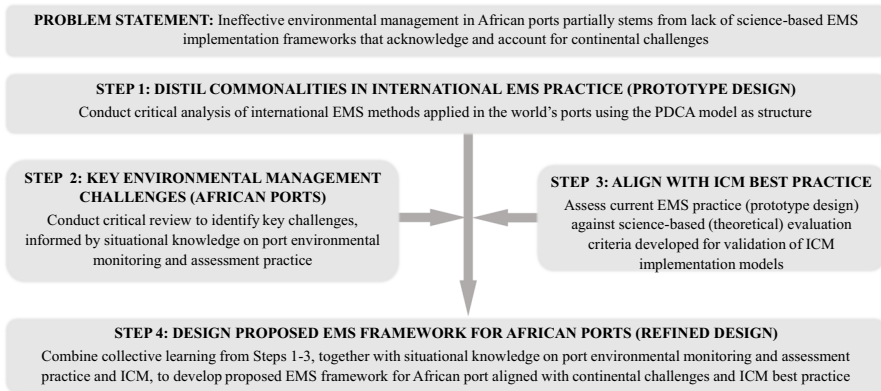 PROBLEM STATEMENT: Ineffective environmental management in African ports partially stems from lack of science-based EMS
implementation frameworks that acknowledge and account for continental challenges
STEP 1: DISTIL COMMONALITIES IN INTERNATIONAL EMS PRACTICE (PROTOTYPE DESIGN)
Conduct critical analysis of international EMS methods applied in the world's ports using the PDCA model as structure
STEP 2: KEY ENVIRONMENTAL MANAGEMENT
CHALLENGES (AFRICAN PORTS)
Conduct critical review to identify key challenges,
informed by situational knowledge on port environmental
monitoring and assessment practice
STEP 3: ALIGN WITH ICM BEST PRACTICE
Assess current EMS practice (prototype design)
against science-based (theoretical) evaluation
criteria developed for validation of ICM
implementation models
STEP 4: DESIGN PROPOSED EMS FRAMEWORK FOR AFRICAN PORTS (REFINED DESIGN)
Combine collective learning from Steps 1-3, together with situational knowledge on port environmental monitoring and assessment
practice and ICM, to develop proposed EMS framework for African port aligned with continental challenges and ICM best practice